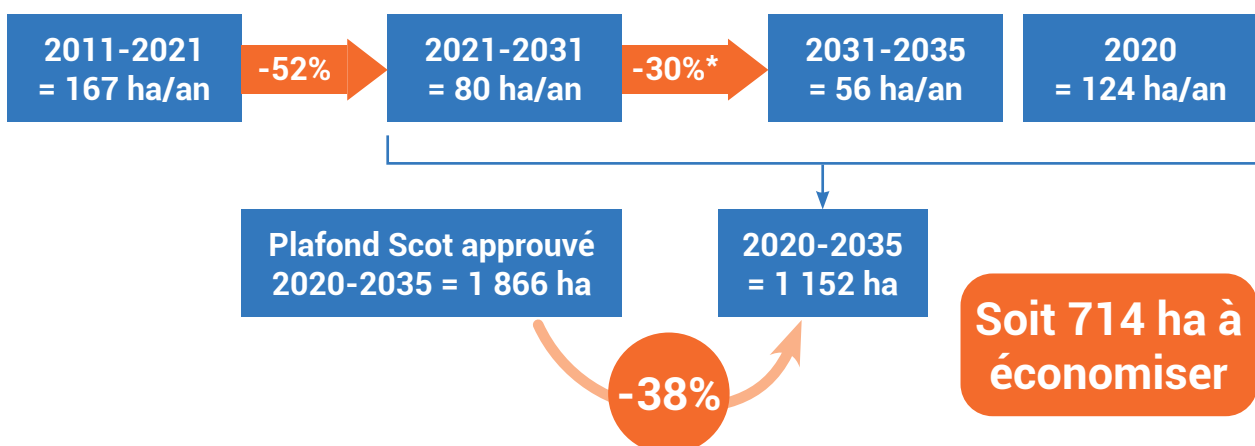 2011-2021
= 167 ha/an
-52%
2021-2031
= 80 ha/an
-30%*
2031-2035
= 56 ha/an
2020
= 124 ha/an
Plafond Scot approuvé
2020-2035 = 1 866 ha
2020-2035
= 1 152 ha
-38%
Soit 714 ha à
économiser